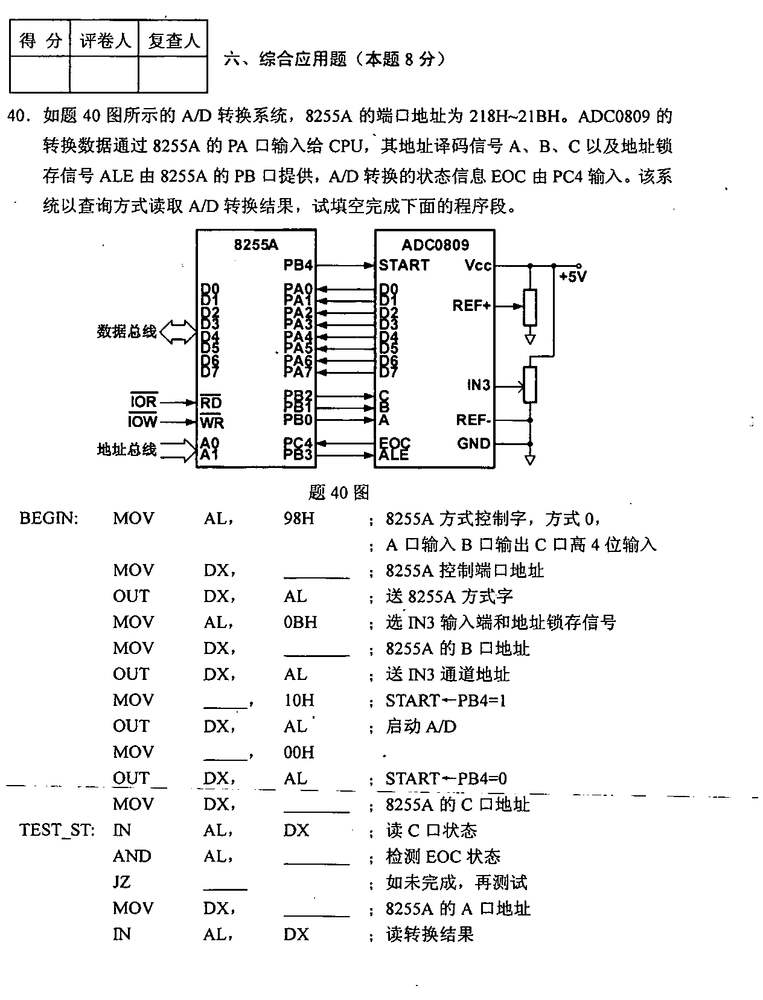 得 分 评卷人 复查人
六、综合应用题（本题 8 分）
40. 如题 40 图所示的 A/D 转换系统，8255A 的端口地址为 218H~21BH。ADC0809 的
转换数据通过 8255A 的 PA 口输入给 CPU，其地址译码信号 A、B、C 以及地址锁
存信号 ALE 由 8255A 的 PB 口提供，A/D 转换的状态信息 EOC 由 PC4 输入。该系
统以查询方式读取 A/D 转换结果，试填空完成下面的程序段。
8255A ADC0809
PB4 START Vcc
+5V
D0 PA0 D0
D1 PA1 D1
REF+
D2 PA2 D2
D3 PA3 D3
数据总线
D4 PA4 D4
D5 PA5 D5
D6 PA6 D6
D7 PA7 D7
IN3
PB2 C
IOR RD
PB1 B
IOW WR PB0 A REF-
地址总线
A0 PC4 EOC GND
A1 PB3 ALE
题 40 图
BEGIN: MOV AL, 98H ；8255A 方式控制字，方式 0，
；A 口输入 B 口输出 C 口高 4 位输入
MOV DX, ______ ；8255A 控制端口地址
OUT DX, AL ；送 8255A 方式字
MOV AL, 0BH ；选 IN3 输入端和地址锁存信号
MOV DX, ______ ；8255A 的 B 口地址
OUT DX, AL ；送 IN3 通道地址
MOV ____, 10H ；START←PB4=1
OUT DX, AL ；启动 A/D
MOV ____, 00H
OUT DX, AL ；START←PB4=0
MOV DX, ______ ；8255A 的 C 口地址
TEST_ST: IN AL, DX ；读 C 口状态
AND AL, ______ ；检测 EOC 状态
JZ ____ ；如未完成，再测试
MOV DX, ______ ；8255A 的 A 口地址
IN AL, DX ；读转换结果